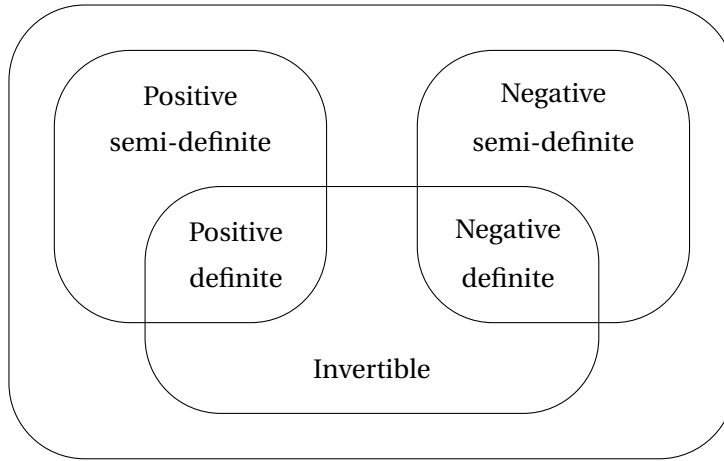 Positive
semi-definite
Negative
semi-definite
Positive
definite
Negative
definite
Invertible